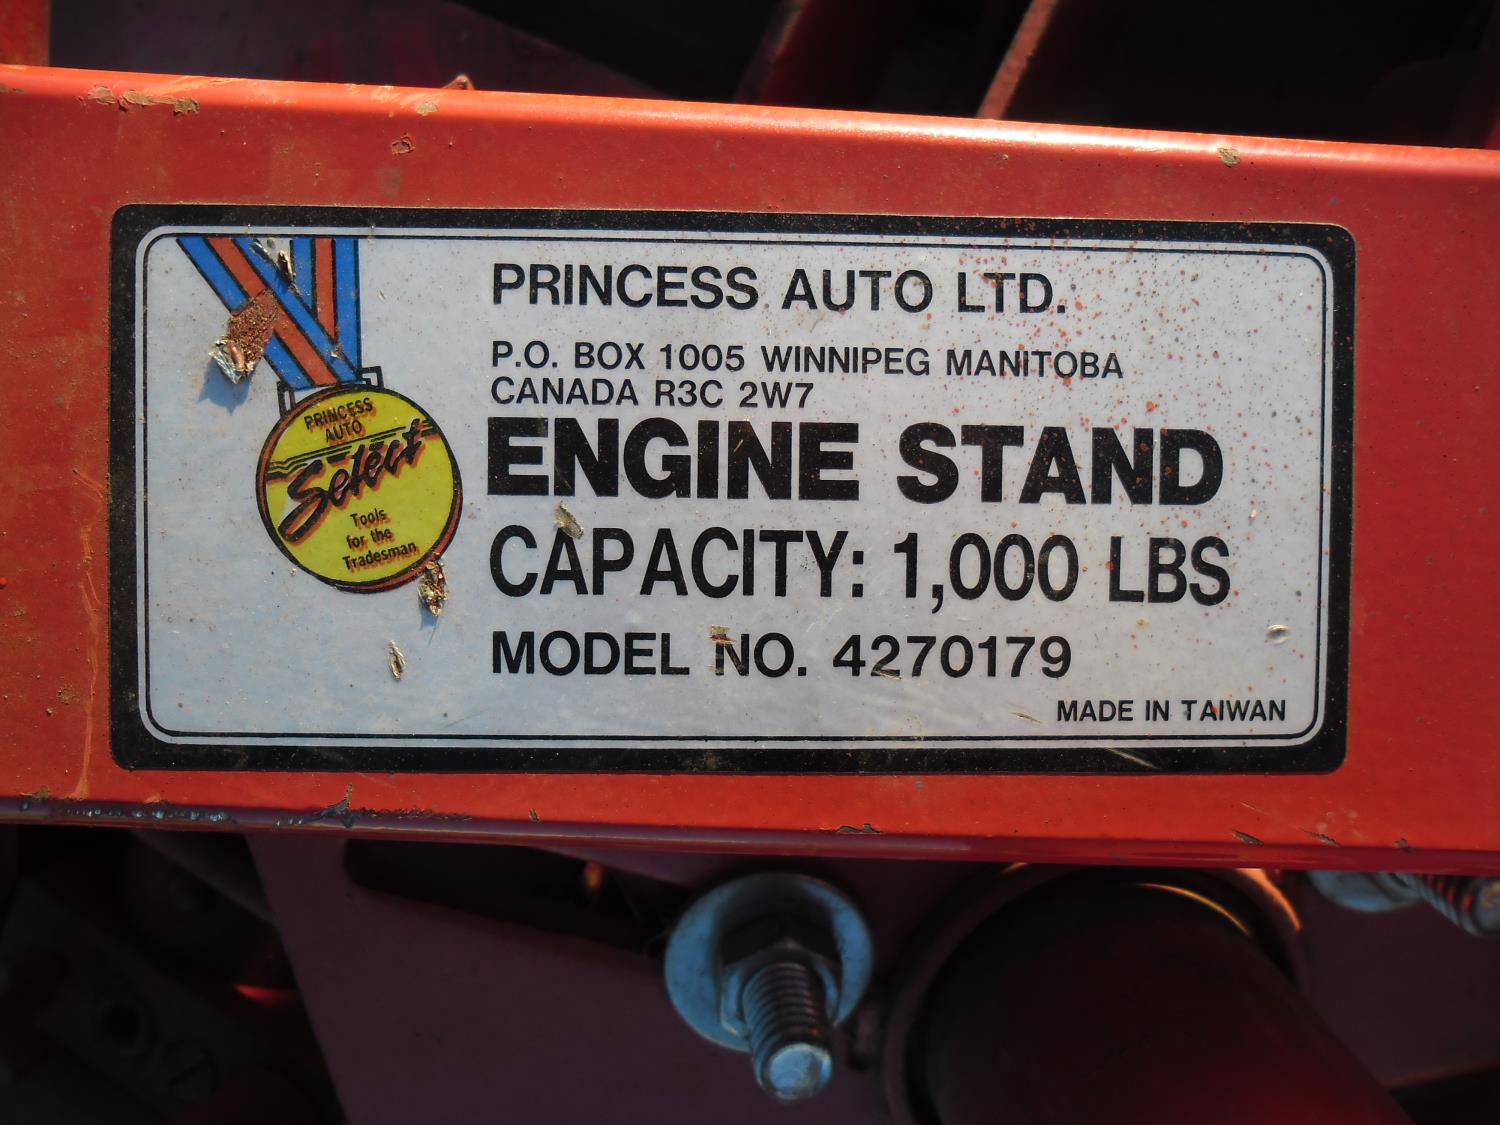 PRINCESS AUTO LTD.
P.O. BOX 1005 WINNIPEG MANITOBA
CANADA R3C 2W7
ENGINE STAND
CAPACITY: 1,000 LBS
MODEL NO. 4270179
MADE IN TAIWAN
PRINCESS
AUTO
Select
Tools
for the
Tradesman